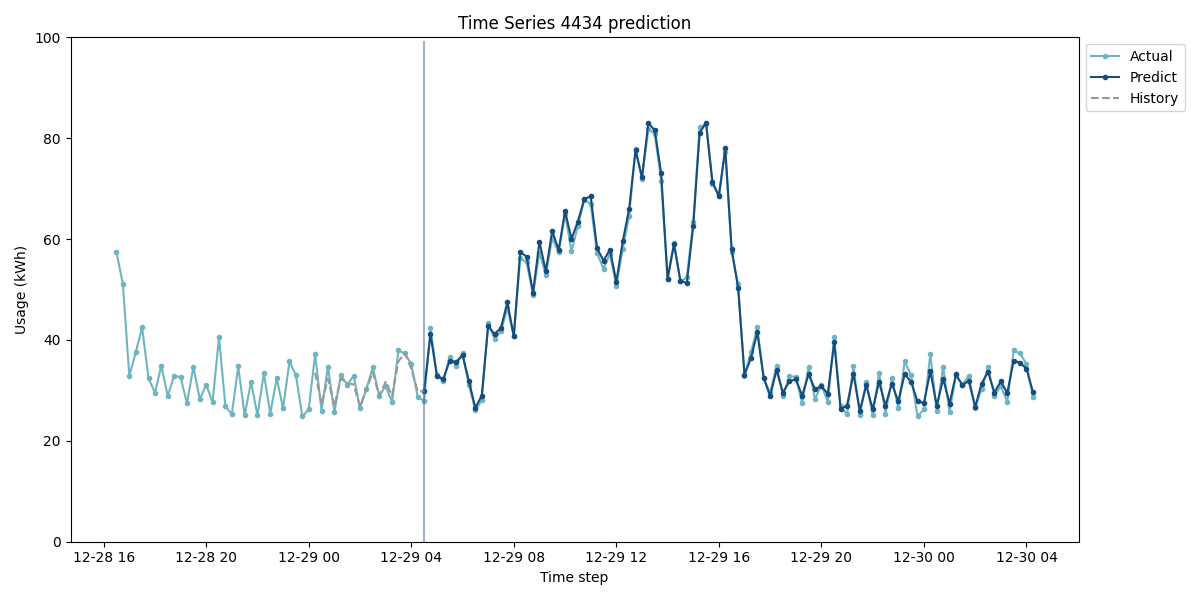 Time Series 4434 prediction
Usage (kWh)
100
80
60
40
20
0
12-28 16
12-28 20
12-29 00
12-29 04
12-29 08
12-29 12
12-29 16
12-29 20
12-30 00
12-30 04
Time step
Actual
Predict
History